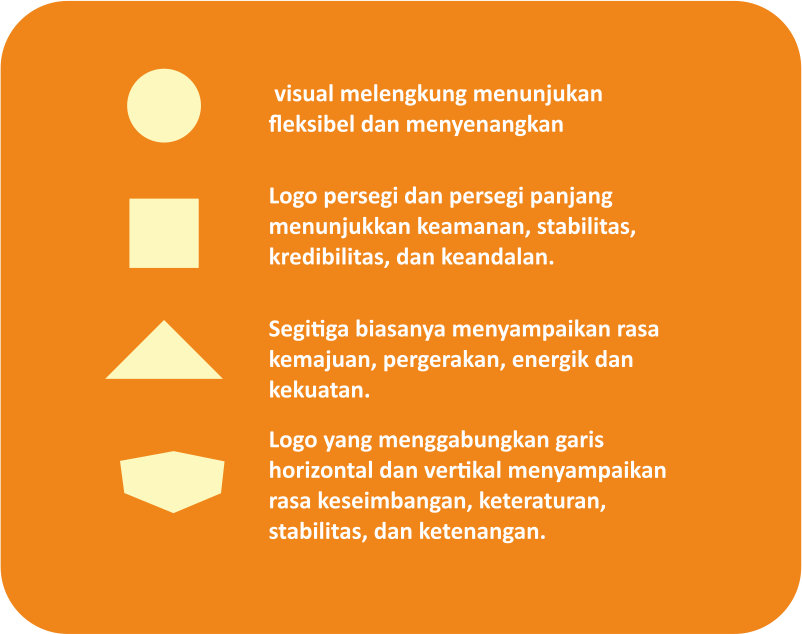 visual melengkung menunjukan
fleksibel dan menyenangkan
Logo persegi dan persegi panjang
menunjukkan keamanan, stabilitas,
kredibilitas, dan keandalan.
Segitiga biasanya menyampaikan rasa
kemajuan, pergerakan, energik dan
kekuatan.
Logo yang menggabungkan garis
horizontal dan vertikal menyampaikan
rasa keseimbangan, keteraturan,
stabilitas, dan ketenangan.